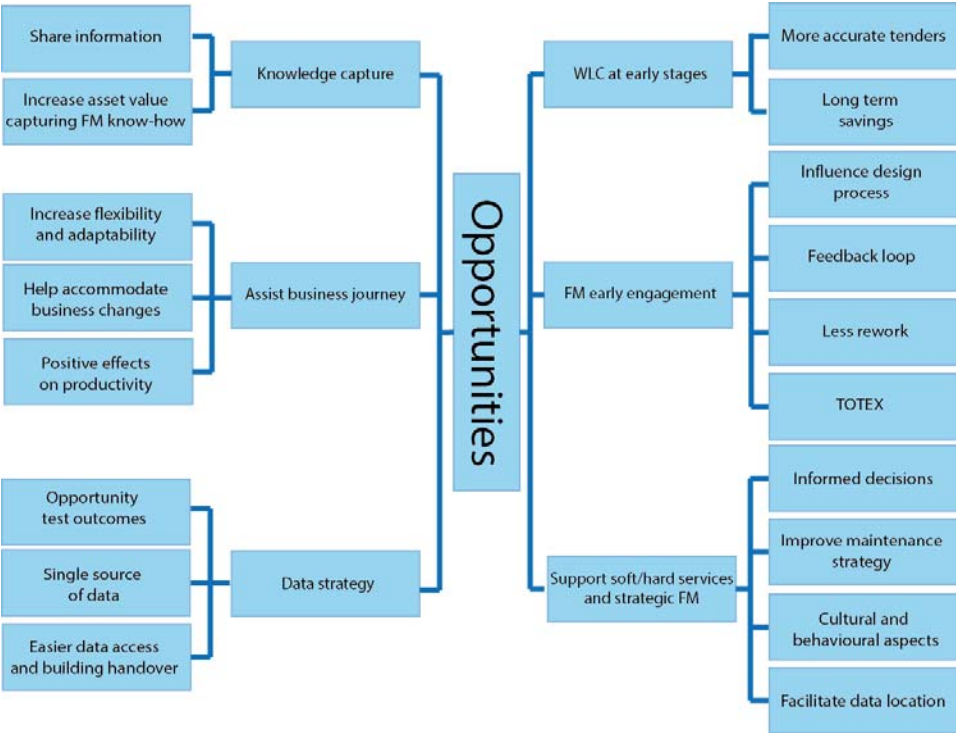 Share information
Increase asset value
capturing FM know-how
Knowledge capture
Increase flexibility
and adaptability
Help accommodate
business changes
Positive effects
on productivity
Assist business journey
Opportunity
test outcomes
Single source
of data
Easier data access
and building handover
Data strategy
Opportunities
WLC at early stages
More accurate tenders
Long term
savings
FM early engagement
Influence design
process
Feedback loop
Less rework
TOTEX
Support soft/hard services
and strategic FM
Informed decisions
Improve maintenance
strategy
Cultural and
behavioural aspects
Facilitate data location